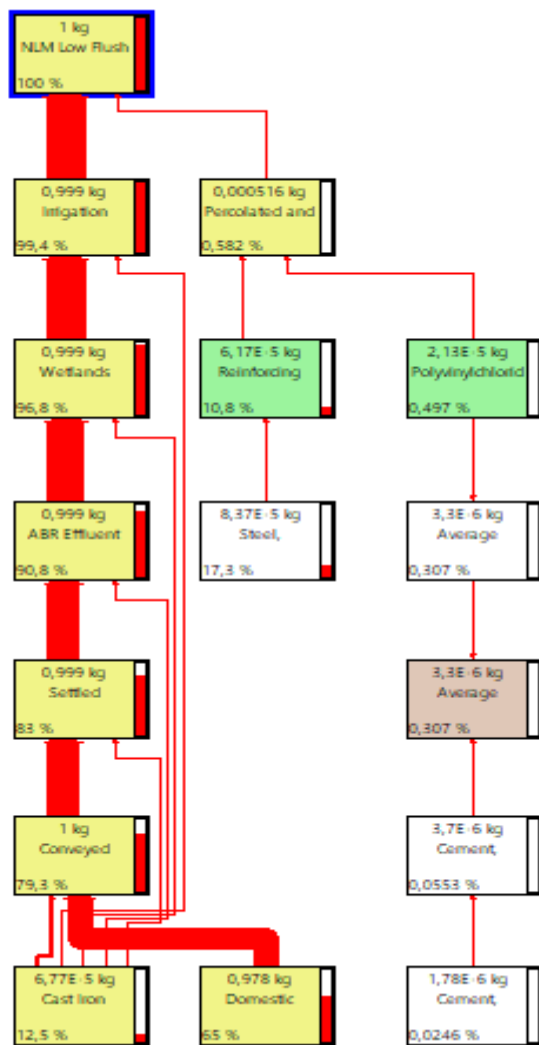 1 kg
NLM Low Flush
100 %
0,999 kg
Irrigation
99,4 %
0,000516 kg
Percolated and
0,582 %
0,999 kg
Wetlands
96,8 %
6,17E-5 kg
Reinforcing
10,8 %
2,13E-5 kg
Polyvinylchlorid
0,497 %
0,999 kg
ABR Effluent
90,8 %
8,37E-5 kg
Steel,
17,3 %
3,3E-6 kg
Average
0,307 %
0,999 kg
Settled
83 %
3,3E-6 kg
Average
0,307 %
1 kg
Conveyed
79,3 %
3,7E-6 kg
Cement,
0,0553 %
6,77E-5 kg
Cast Iron
12,5 %
0,978 kg
Domestic
65 %
1,78E-6 kg
Cement,
0,0246 %